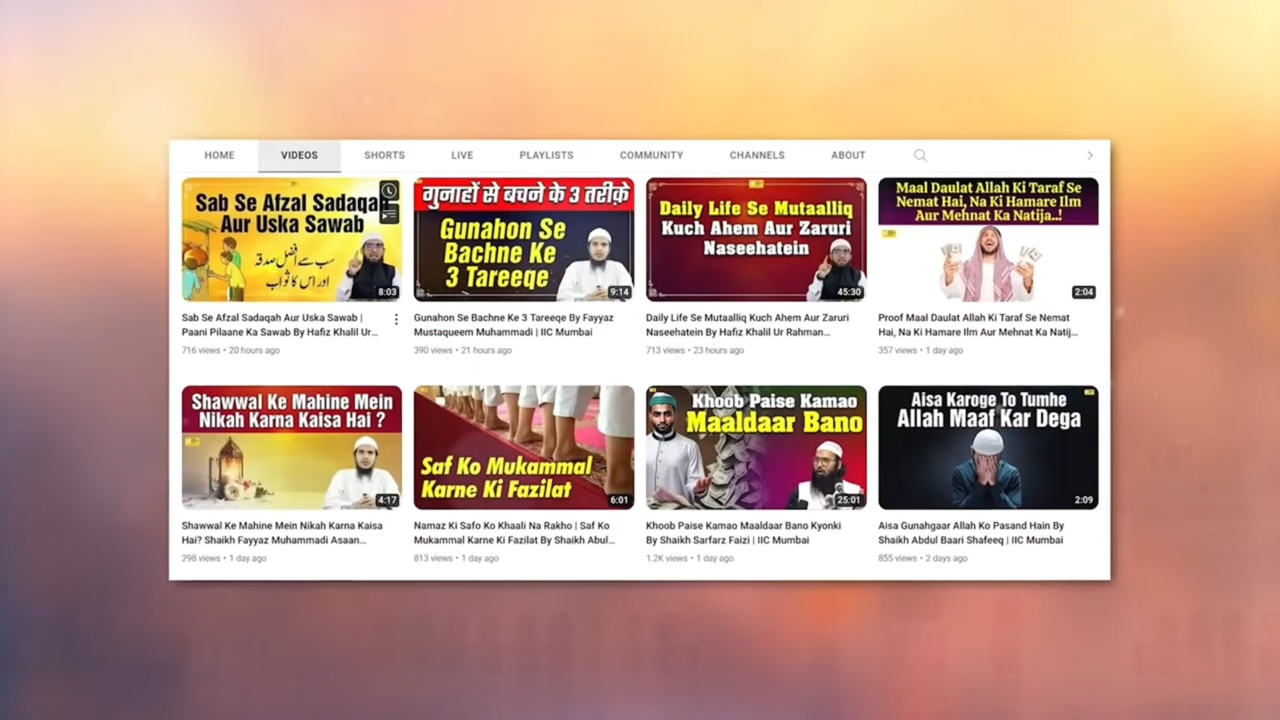 HOME VIDEOS SHORTS LIVE PLAYLISTS COMMUNITY CHANNELS ABOUT
Sab Se Afzal Sadaqah
Aur Uska Sawab
سب سے افضل صدقہ
اور اس کا ثواب
8:03
Sab Se Afzal Sadaqah Aur Uska Sawab |
Paani Pilaane Ka Sawab By Hafiz Khalil Ur...
716 views • 20 hours ago
गुनाहों से बचने के 3 तरीक़े
Gunahon Se
Bachne Ke
3 Tareeqe
9:14
Gunahon Se Bachne Ke 3 Tareeqe By Fayyaz
Mustaqueem Muhammadi | IIC Mumbai
390 views • 21 hours ago
Daily Life Se Mutaalliq
Kuch Ahem Aur Zaruri
Naseehatein
45:30
Daily Life Se Mutaalliq Kuch Ahem Aur Zaruri
Naseehatein By Hafiz Khalil Ur Rahman...
713 views • 23 hours ago
Maal Daulat Allah Ki Taraf Se
Nemat Hai, Na Ki Hamare Ilm
Aur Mehnat Ka Natija..!
2:04
Proof Maal Daulat Allah Ki Taraf Se Nemat
Hai, Na Ki Hamare Ilm Aur Mehnat Ka Natij...
357 views • 1 day ago
Shawwal Ke Mahine Mein
Nikah Karna Kaisa Hai ?
4:17
Shawwal Ke Mahine Mein Nikah Karna Kaisa
Hai? Shaikh Fayyaz Muhammadi Asaan...
298 views • 1 day ago
Saf Ko Mukammal
Karne Ki Fazilat
6:01
Namaz Ki Safo Ko Khaali Na Rakho | Saf Ko
Mukammal Karne Ki Fazilat By Shaikh Abul...
813 views • 1 day ago
Khoob Paise Kamao
Maaldaar Bano
25:01
Khoob Paise Kamao Maaldaar Bano Kyonki
By Shaikh Sarfarz Faizi | IIC Mumbai
1.2K views • 1 day ago
Aisa Karoge To Tumhe
Allah Maaf Kar Dega
2:09
Aisa Gunahgaar Allah Ko Pasand Hain By
Shaikh Abdul Baari Shafeeq | IIC Mumbai
855 views • 2 days ago